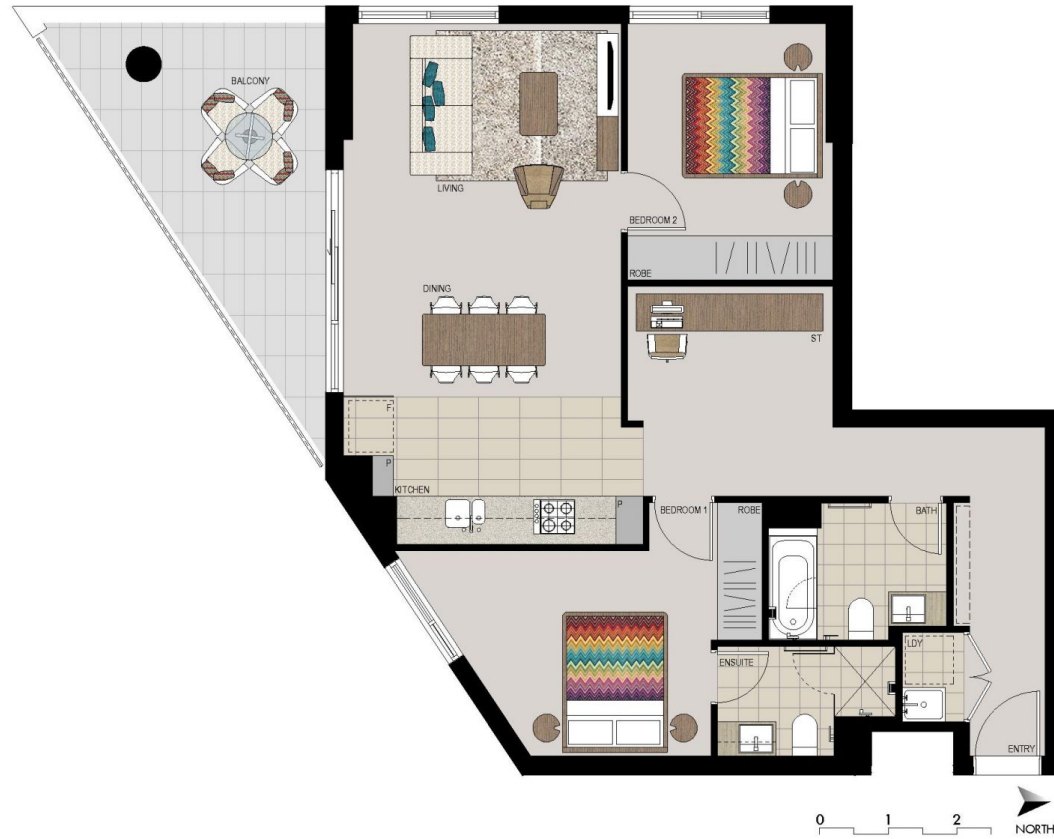 BALCONY
LIVING
BEDROOM 2
ROBE
DINING
ST
F
P
KITCHEN
P
BEDROOM 1
ROBE
BATH
ENSUITE
LDY
ENTRY
0 1 2
NORTH